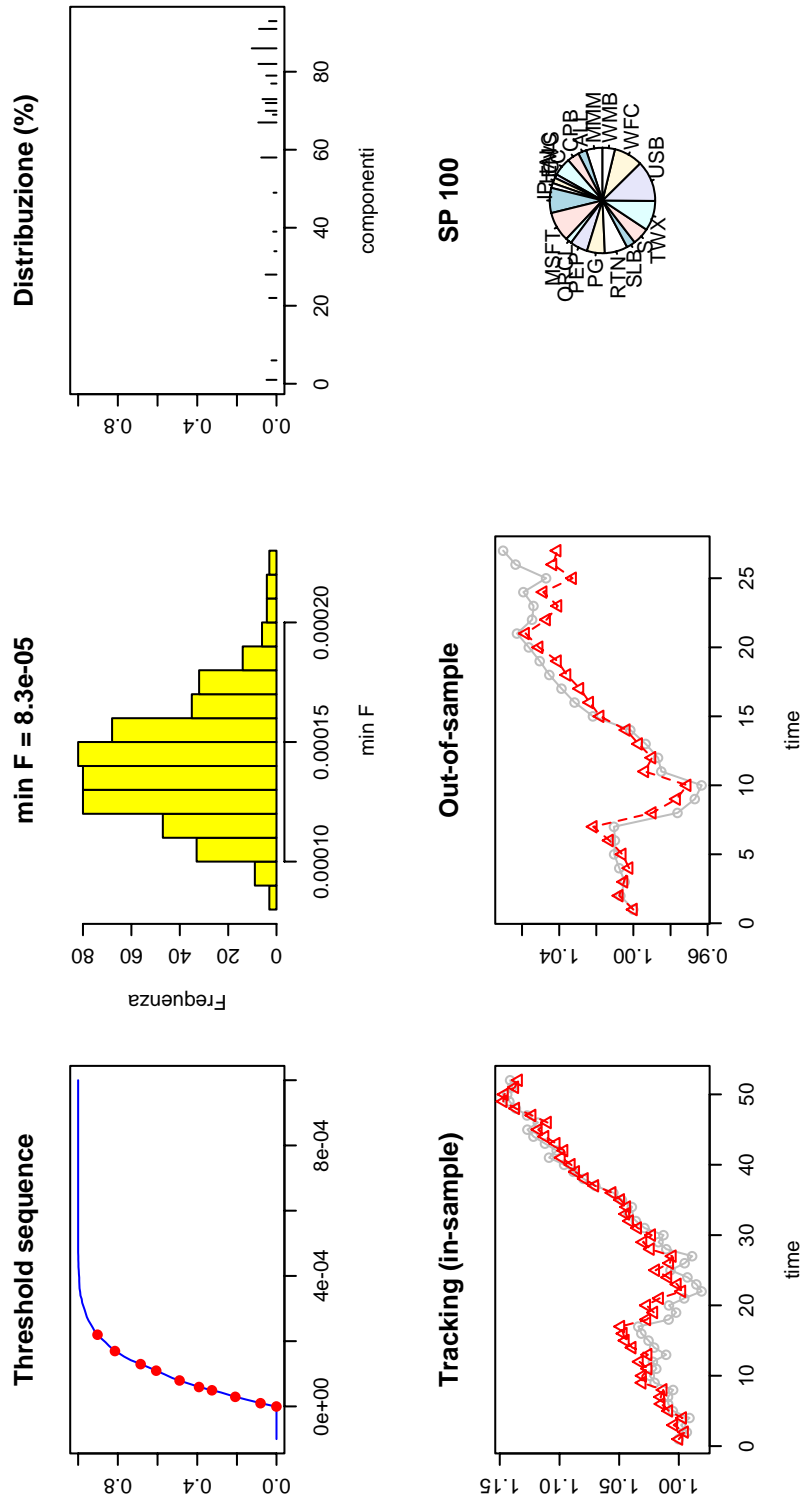 Threshold sequence
0.8
0.4
0.0
0e+00 4e-04 8e-04
min F = 8.3e-05
Frequenza
80
60
40
20
0
0.00010 0.00015 0.00020
min F
Distribuzione (%)
0.8
0.4
0.0
0 20 40 60 80
componenti
Tracking (in-sample)
1.15
1.10
1.05
1.00
0 10 20 30 40 50
time
Out-of-sample
1.04
1.00
0.96
0 5 10 15 20 25
time
SP 100
MMM
ALL
CPB
MSFT
ORCL
PEP
PG
RTN
SLB
S
TWX
USB
WFC
WMB